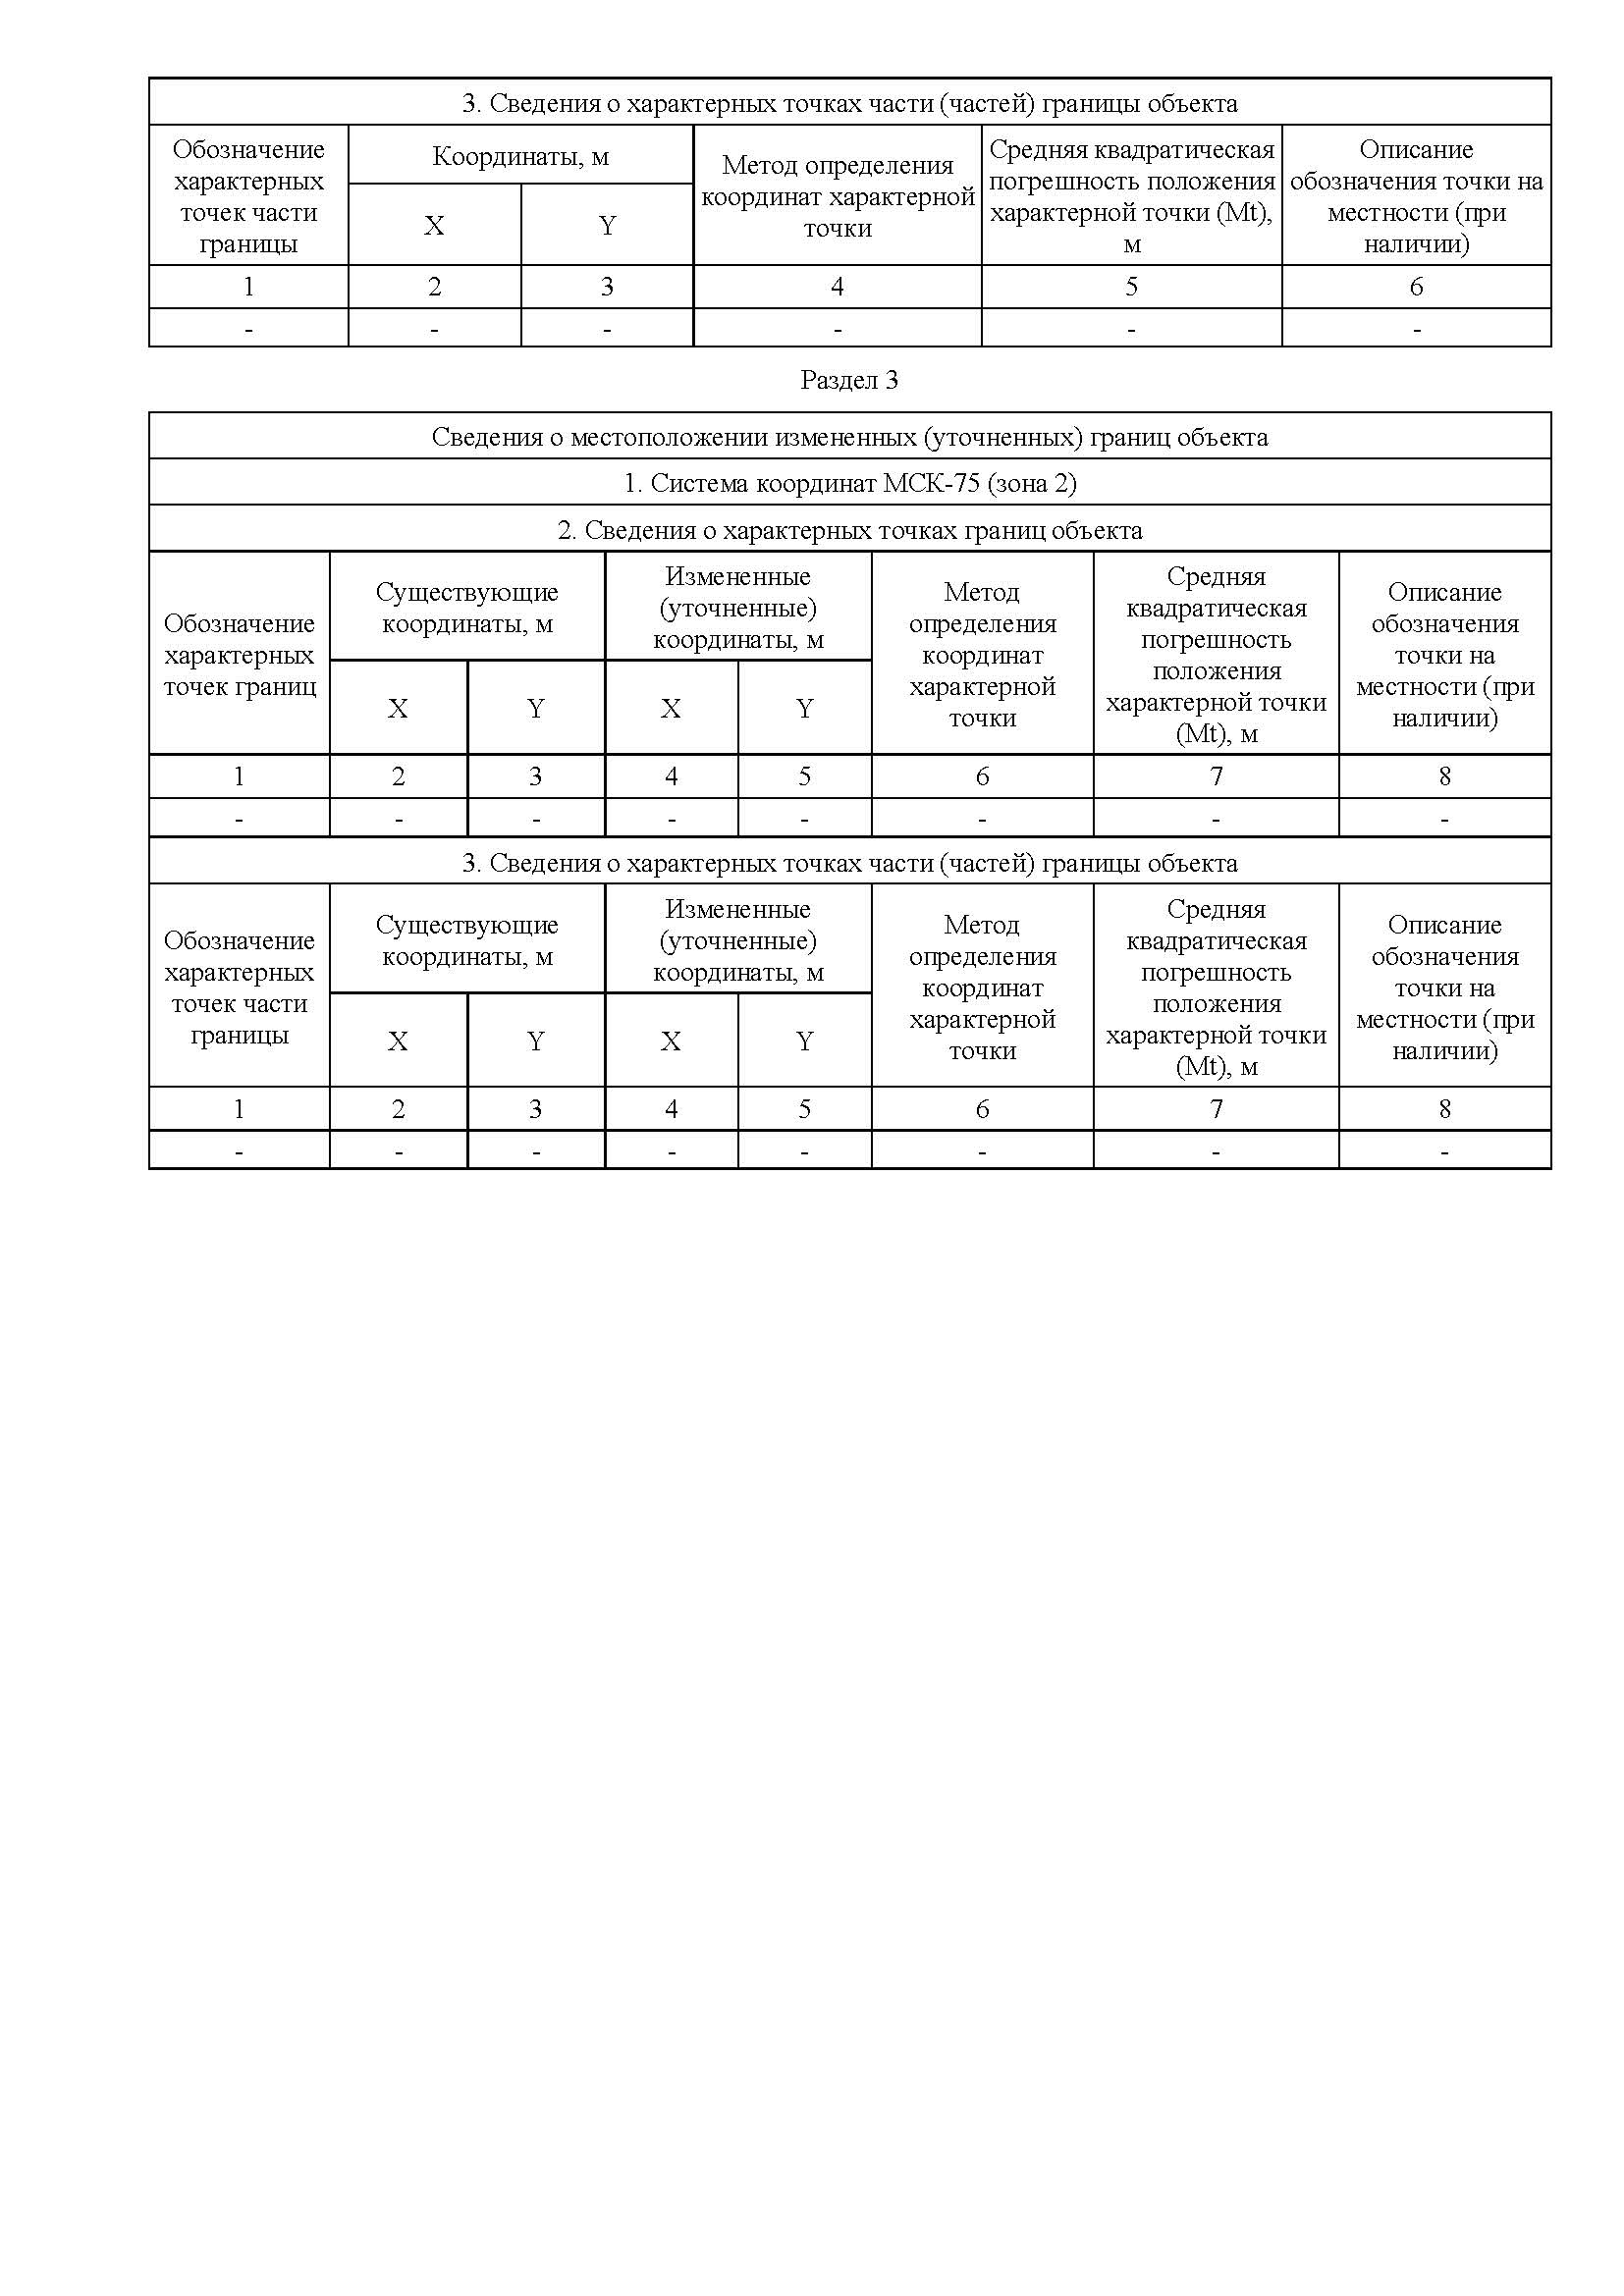 3. Сведения о характерных точках части (частей) границы объекта
Обозначение
характерных
точек части
границы
Координаты, м
X
Y
Метод определения
координат характерной
точки
Средняя квадратическая
погрешность положения
характерной точки (Mt),
м
Описание
обозначения точки на
местности (при
наличии)
1 2 3 4 5 6
- - - - - -
Раздел 3
Сведения о местоположении измененных (уточненных) границ объекта
1. Система координат МСК-75 (зона 2)
2. Сведения о характерных точках границ объекта
Обозначение
характерных
точек границ
Существующие
координаты, м
X
Y
Измененные
(уточненные)
координаты, м
X
Y
Метод
определения
координат
характерной
точки
Средняя
квадратическая
погрешность
положения
характерной точки
(Mt), м
Описание
обозначения
точки на
местности (при
наличии)
1 2 3 4 5 6 7 8
- - - - - - - -
3. Сведения о характерных точках части (частей) границы объекта
Обозначение
характерных
точек части
границы
Существующие
координаты, м
X
Y
Измененные
(уточненные)
координаты, м
X
Y
Метод
определения
координат
характерной
точки
Средняя
квадратическая
погрешность
положения
характерной точки
(Mt), м
Описание
обозначения
точки на
местности (при
наличии)
1 2 3 4 5 6 7 8
- - - - - - - -